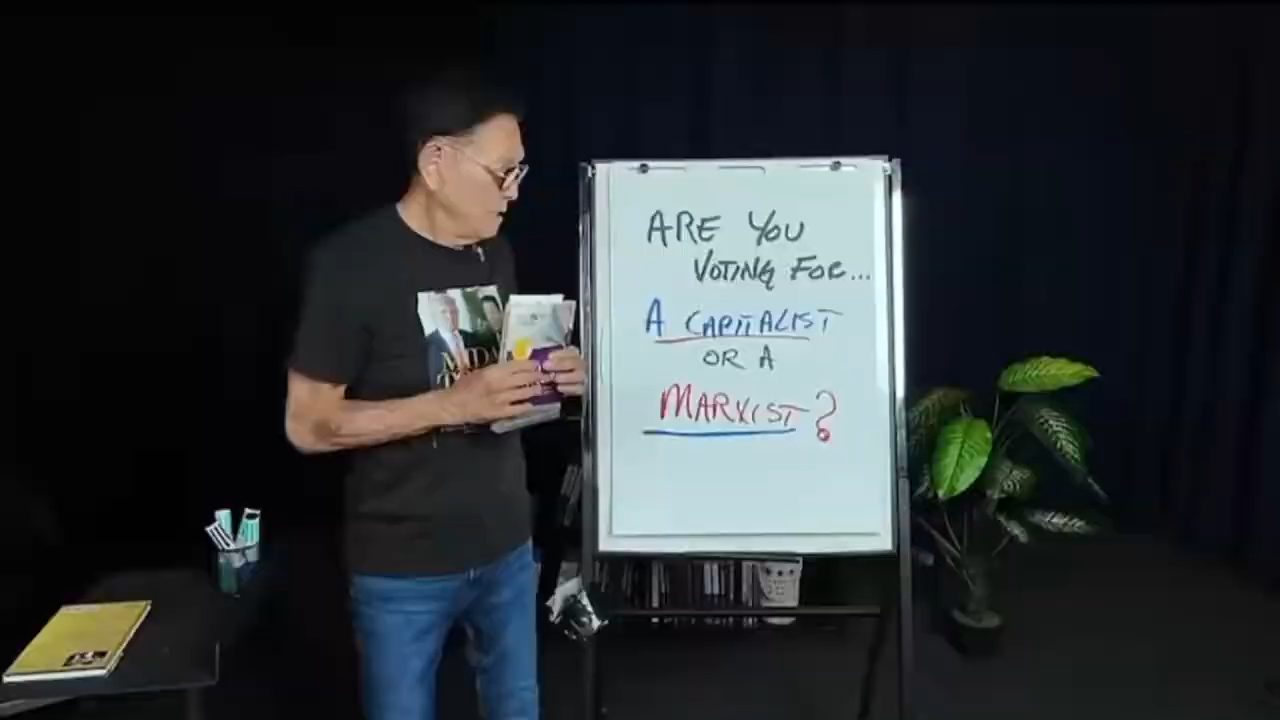 ARE YOU
VOTING FOR...
A CAPITALIST
OR A
MARXIST?